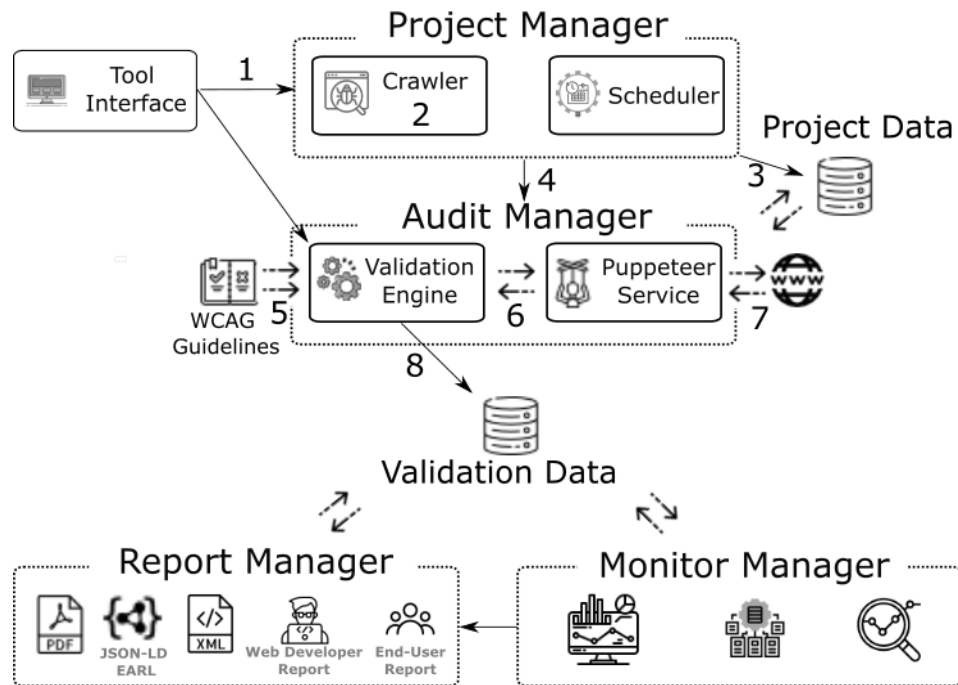 Project Manager
Tool
Interface
1
Crawler
2
Scheduler
Project Data
3
4
Audit Manager
Validation
Engine
Puppeteer
Service
WWW
5
6
7
WCAG
Guidelines
8
Validation Data
Report Manager
Monitor Manager
PDF
JSON-LD
EARL
XML
Web Developer
Report
End-User
Report